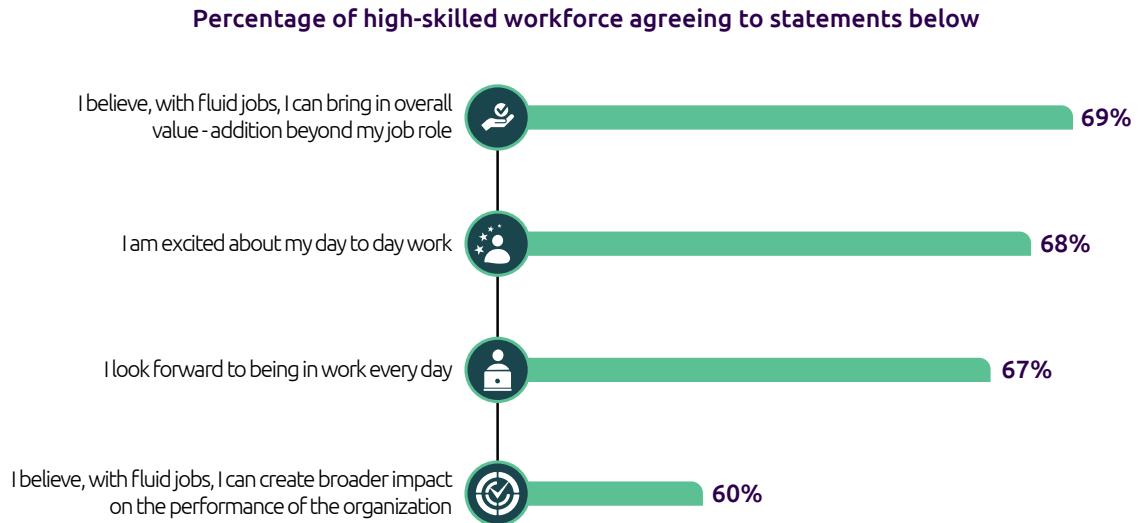 Percentage of high-skilled workforce agreeing to statements below
I believe, with fluid jobs, I can bring in overall
value - addition beyond my job role
69%
I am excited about my day to day work
68%
I look forward to being in work every day
67%
I believe, with fluid jobs, I can create broader impact
on the performance of the organization
60%